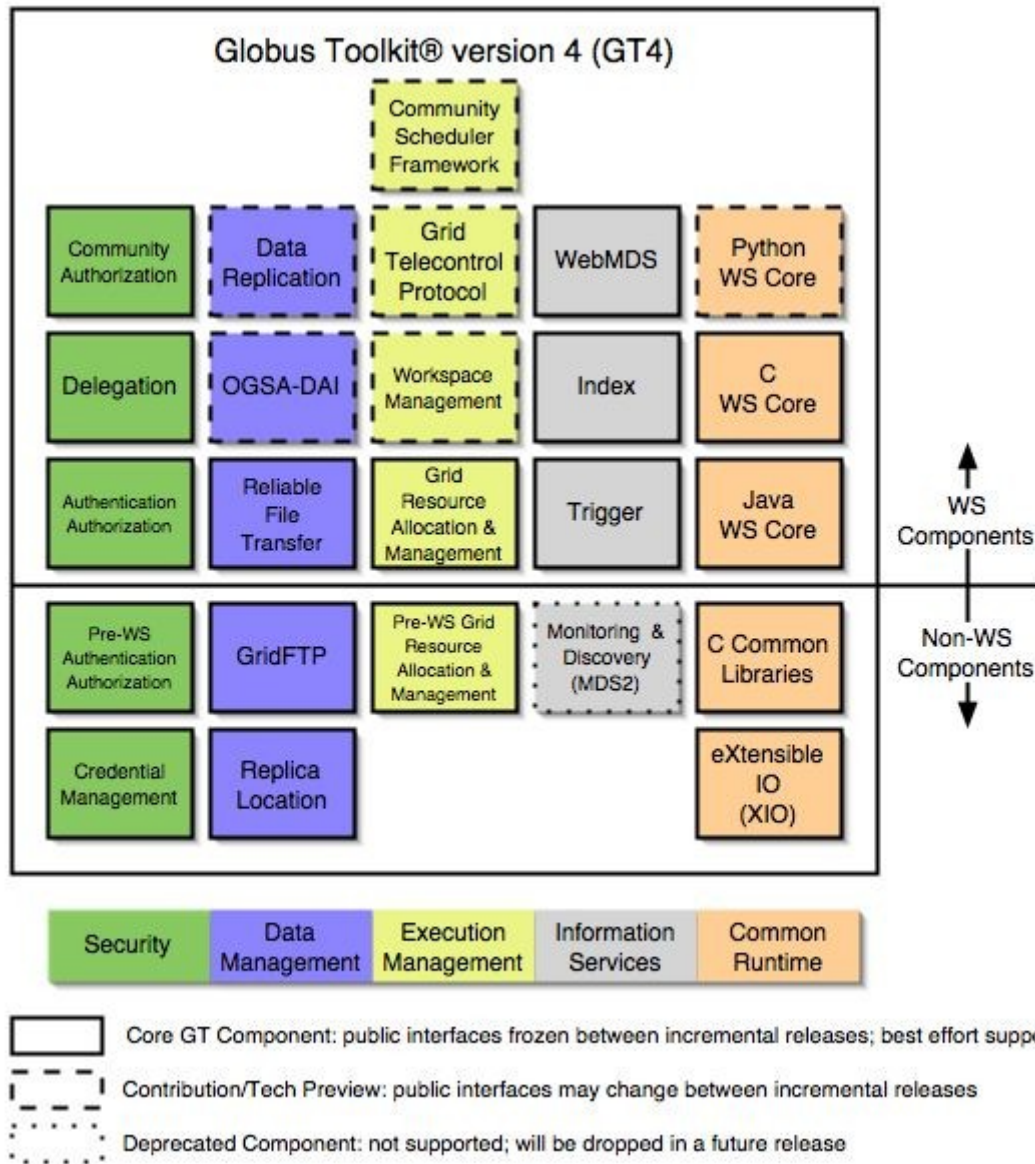 Globus Toolkit® version 4 (GT4)
Community
Scheduler
Framework
Community
Authorization
Data
Replication
Grid
Telecontrol
Protocol
WebMDS
Python
WS Core
Delegation
OGSA-DAI
Workspace
Management
Index
C
WS Core
Authentication
Authorization
Reliable
File
Transfer
Grid
Resource
Allocation &
Management
Trigger
Java
WS Core
WS
Components
Pre-WS
Authentication
Authorization
GridFTP
Pre-WS Grid
Resource
Allocation &
Management
Monitoring &
Discovery
(MDS2)
C Common
Libraries
Non-WS
Components
Credential
Management
Replica
Location
eXtensible
IO
(XIO)
Security
Data
Management
Execution
Management
Information
Services
Common
Runtime
Core GT Component: public interfaces frozen between incremental releases; best effort
Contribution/Tech Preview: public interfaces may change between incremental releases
Deprecated Component: not supported; will be dropped in a future release